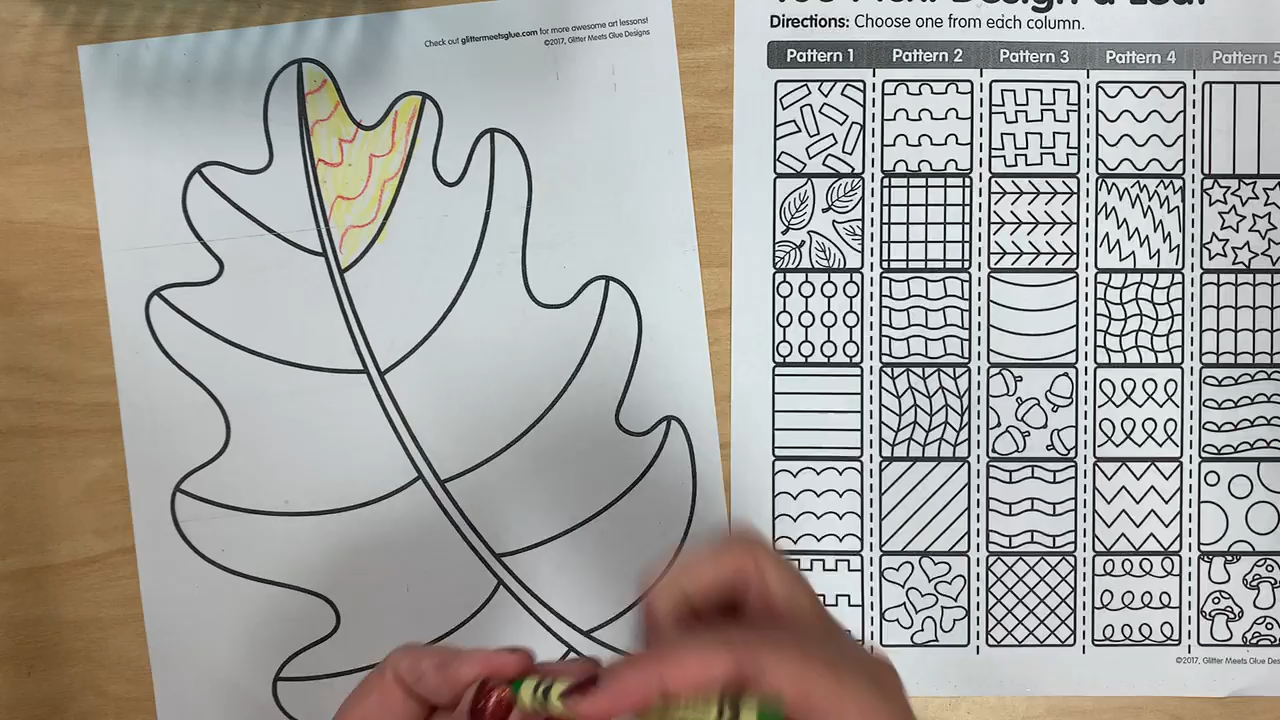 Check out glittermeetsglue.com for more awesome art lessons!
©2017, Glitter Meets Glue Designs
Directions: Choose one from each column.
Pattern 1 Pattern 2 Pattern 3 Pattern 4 Pattern 5
©2017, Glitter Meets Glue